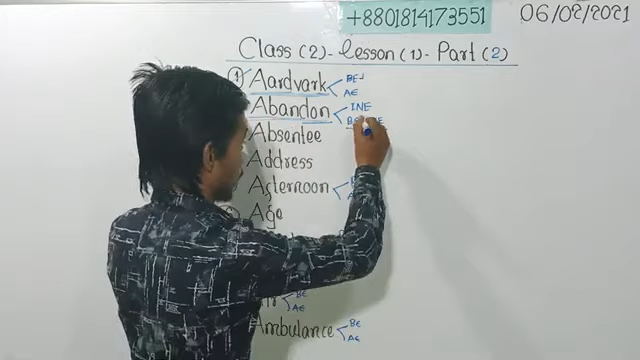 +8801814173551 06/02/2021
Class (2) - Lesson (1) - Part (2)
① Aardvark BE
AE
Abandon INE
Absentee
Address
Afternoon
Age
BE
AE
Ambulance BE
AE